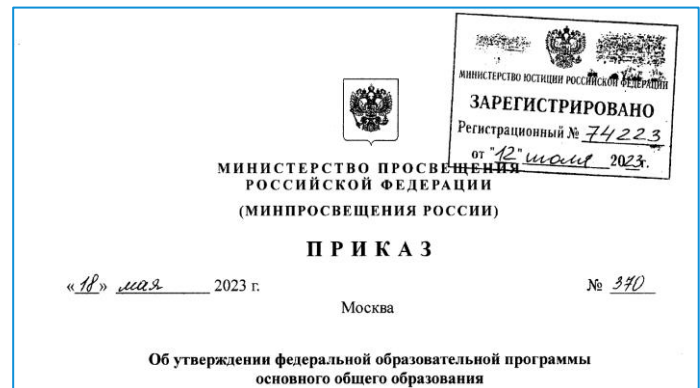 МИНИСТЕРСТВО ЮСТИЦИИ РОССИЙСКОЙ ФЕДЕРАЦИИ
ЗАРЕГИСТРИРОВАНО
Регистрационный № 74223
от "12" июля 2023г.
МИНИСТЕРСТВО ПРОСВЕЩЕНИЯ
РОССИЙСКОЙ ФЕДЕРАЦИИ
(МИНПРОСВЕЩЕНИЯ РОССИИ)
ПРИКАЗ
«18» мая 2023 г.
№ 370
Москва
Об утверждении федеральной образовательной программы
основного общего образования